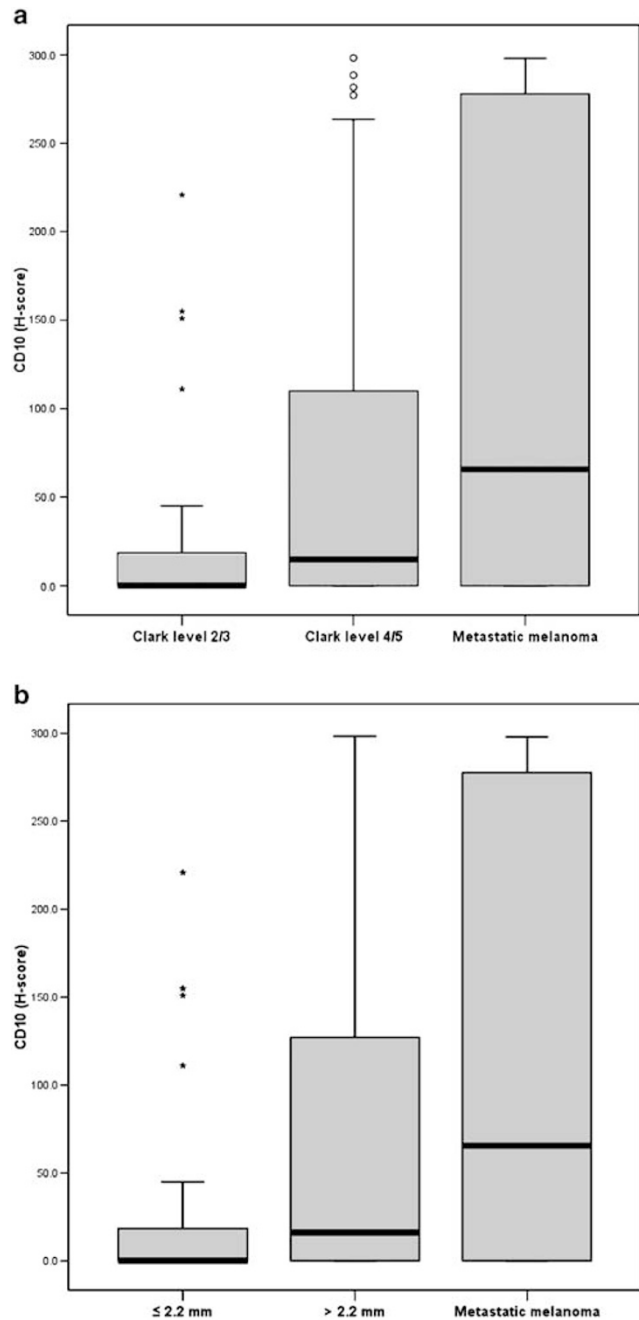 a
300.0
250.0
200.0
150.0
100.0
50.0
0.0
CD10 (H-score)
Clark level 2/3 Clark level 4/5 Metastatic melanoma
b
300.0
250.0
200.0
150.0
100.0
50.0
0.0
CD10 (H-score)
≤ 2.2 mm > 2.2 mm Metastatic melanoma